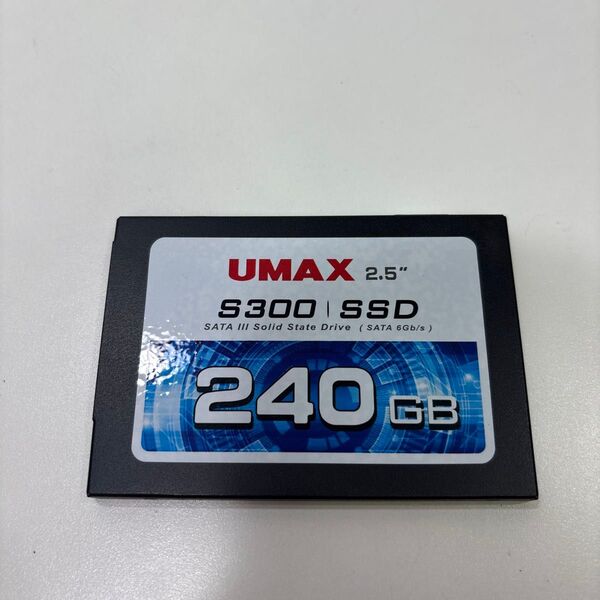 UMAX 2.5"
S300 | SSD
SATA III Solid State Drive ( SATA 6Gb/s )
240 GB